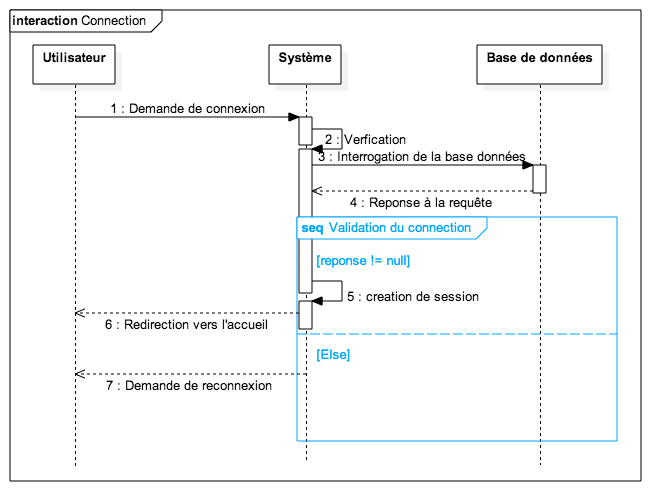 interaction Connection
Utilisateur
Système
Base de données
1 : Demande de connexion
2 : Verfication
3 : Interrogation de la base données
4 : Reponse à la requête
seq Validation du connection
[reponse != null]
5 : creation de session
6 : Redirection vers l'accueil
[Else]
7 : Demande de reconnexion